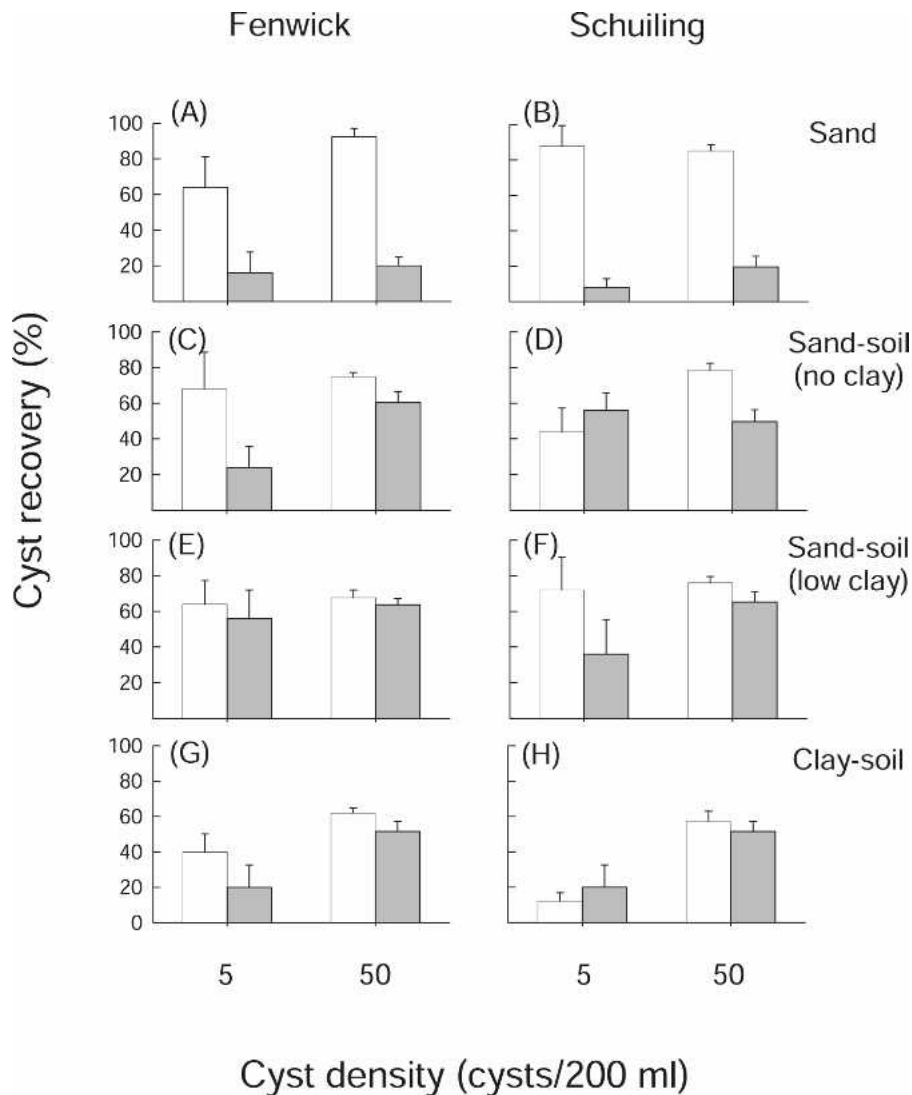 Fenwick Schuiling
(A) (B) Sand
100
80
60
40
20
(C) (D) Sand-soil
(no clay)
100
80
60
40
20
(E) (F) Sand-soil
(low clay)
100
80
60
40
20
(G) (H) Clay-soil
100
80
60
40
20
0
5 50 5 50
Cyst recovery (%)
Cyst density (cysts/200 ml)